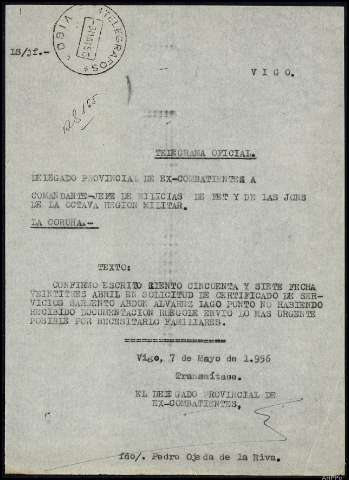 TELEGRAFOS
VIGO
LS/jf.-
V I G O.
TELEGRAMA OFICIAL.
DELEGADO PROVINCIAL DE EX-COMBATIENTES A
COMANDANTE-JEFE DE MILICIAS DE FET Y DE LAS JONS
DE LA OCTAVA REGION MILITAR.
LA CORUÑA.-
TEXTO:
CONFIRMO ESCRITO CIENTO CINCUENTA Y SIETE FECHA
VEINTITRES ABRIL EN SOLICITUD DE CERTIFICADO DE SER-
VICIOS SARGENTO ABDON ALVAREZ IAGO PUNTO NO HABIENDO
RECIBIDO DOCUMENTACION RUEGOLE ENVIO LO MAS URGENTE
POSIBLE POR NECESITARLO FAMILIARES.
Vigo, 7 de Mayo de 1.956
Transmítase.
EL DELEGADO PROVINCIAL DE
EX-COMBATIENTES,
fdo/. Pedro Ojeda de la Riva.